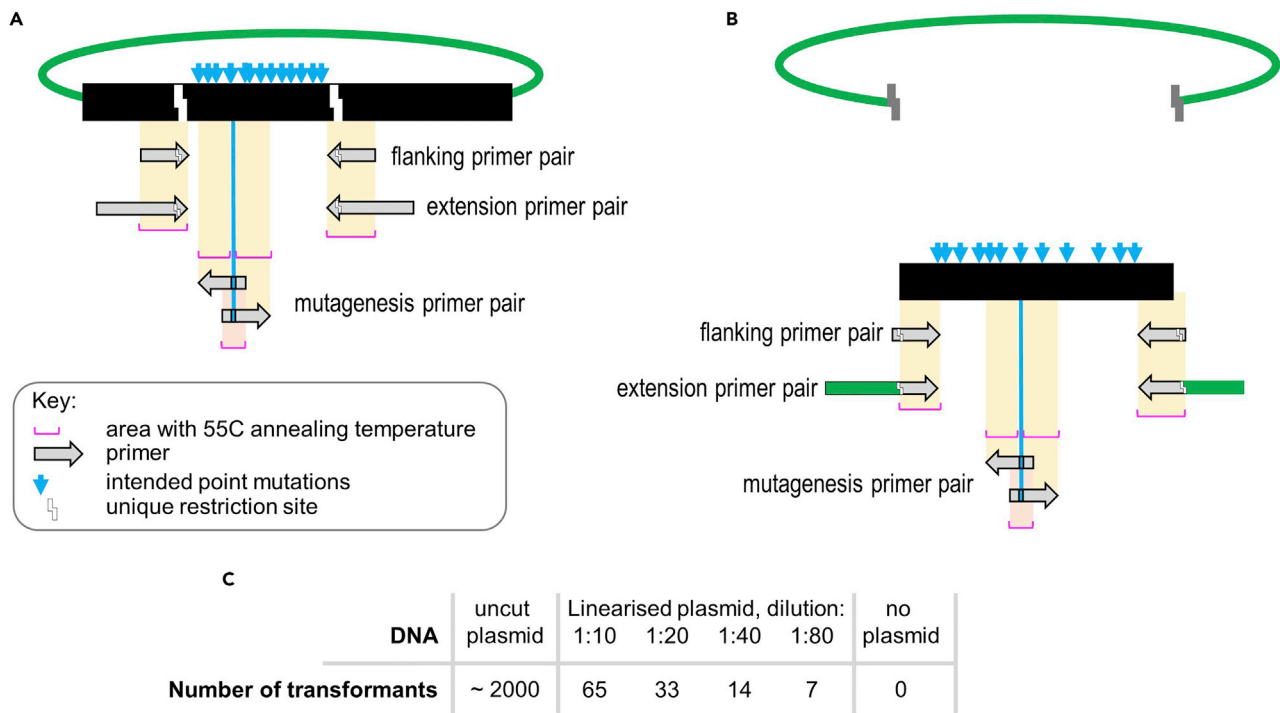 A
B
flanking primer pair
extension primer pair
mutagenesis primer pair
Key:
area with 55C annealing temperature
primer
intended point mutations
unique restriction site
flanking primer pair
extension primer pair
mutagenesis primer pair
C
uncut Linearised plasmid, dilution: no
DNA plasmid 1:10 1:20 1:40 1:80 plasmid
Number of transformants ~ 2000 65 33 14 7 0